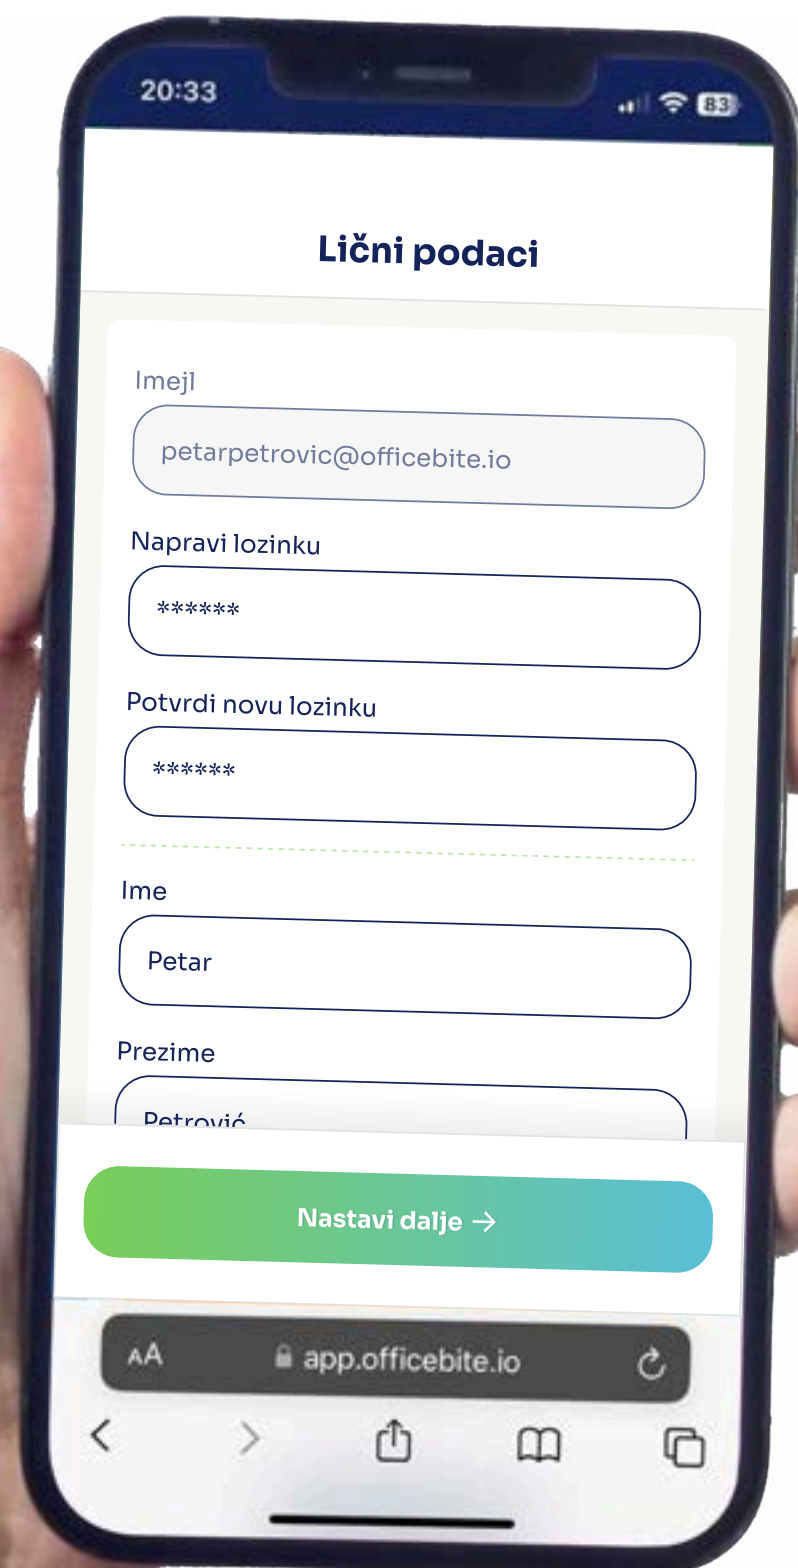 20:33
83
Lični podaci
Imejl
petarpetrovic@officebite.io
Napravi lozinku
******
Potvrdi novu lozinku
******
Ime
Petar
Prezime
Petrović
Nastavi dalje →
AA
app.officebite.io